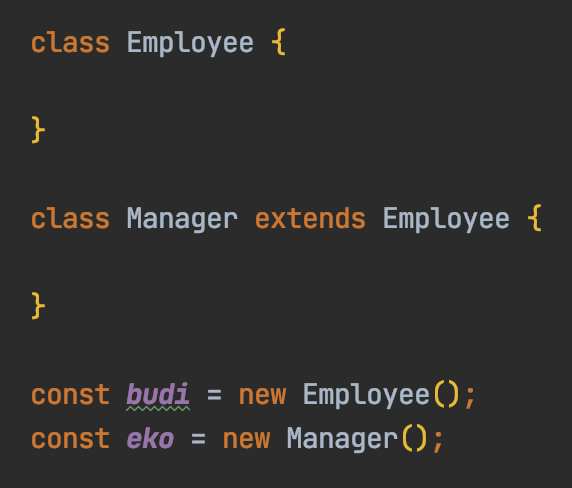 class Employee {
}
class Manager extends Employee {
}
const budi = new Employee();
const eko = new Manager();